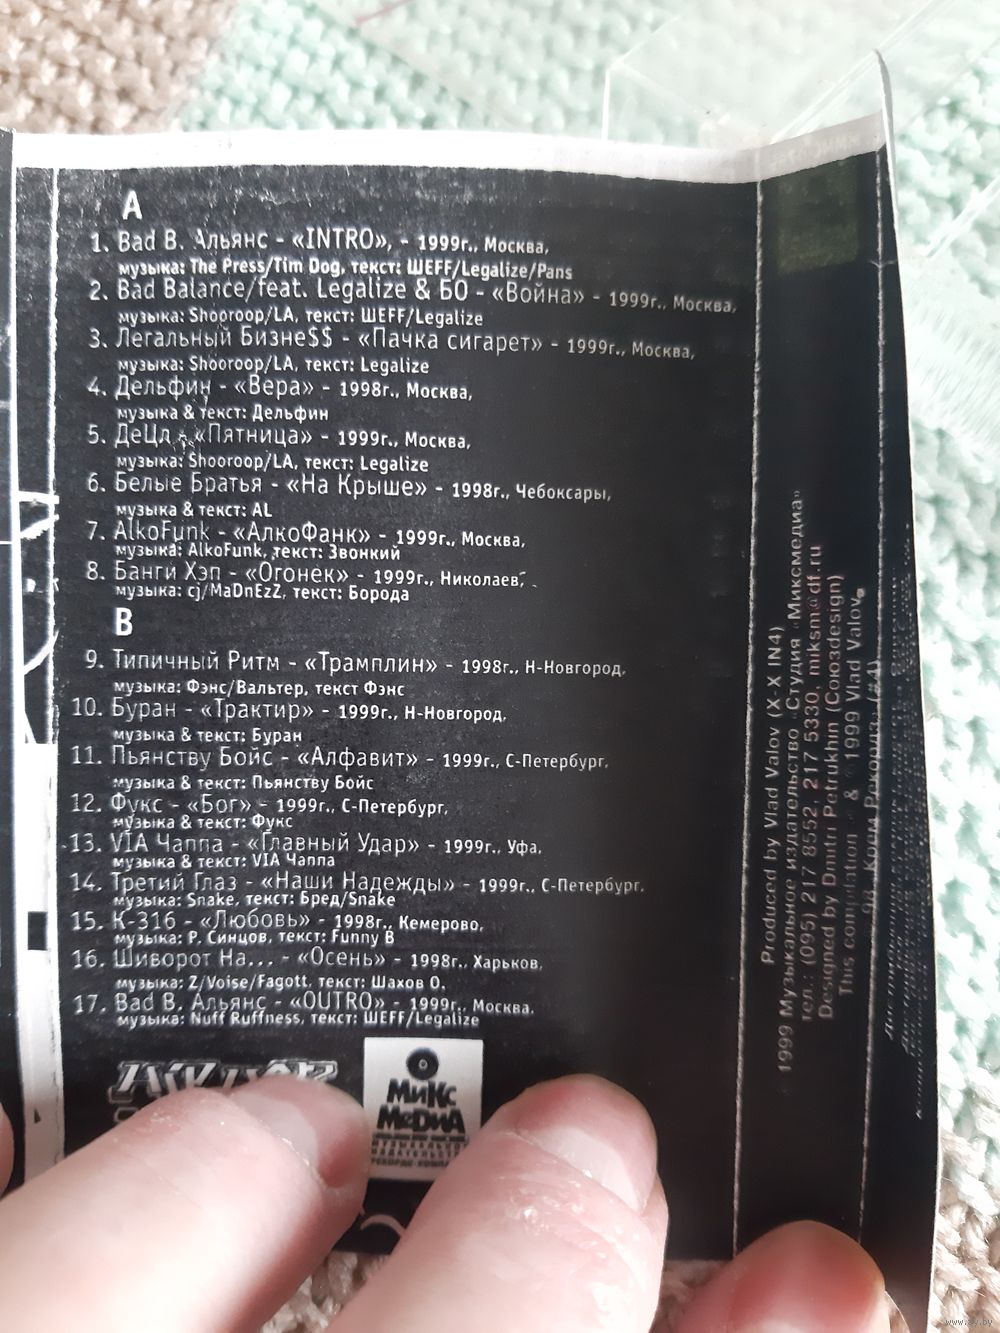 A
1. Bad B. Альянс - «INTRO», - 1999г., Москва,
музыка: The Press/Tim Dog, текст: ШЕFF/Legalize/Pans
2. Bad Balance/feat. Legalize & БО - «Война» - 1999г., Москва,
музыка: Shooroop/LA, текст: ШЕFF/Legalize
3. Легальный Бизне$$ - «Пачка сигарет» - 1999г., Москва,
музыка: Shooroop/LA, текст: Legalize
4. Дельфин - «Вера» - 1998г., Москва,
музыка & текст: Дельфин
5. ДеЦл - «Пятница» - 1999г., Москва,
музыка: Shooroop/LA, текст: Legalize
6. Белые Братья - «На Крыше» - 1998г., Чебоксары,
музыка & текст: AL
7. AlkoFunk - «АлкоФанк» - 1999г., Москва,
музыка: AlkoFunk, текст: Звонкий
8. Банги Хэп - «Огонек» - 1999г., Николаев,
музыка: cj/MaDnEzZ, текст: Борода
B
9. Типичный Ритм - «Трамплин» - 1998г., Н-Новгород,
музыка: Фэнс/Вальтер, текст Фэнс
10. Буран - «Трактир» - 1999г., Н-Новгород,
музыка & текст: Буран
11. Пьянству Бойс - «Алфавит» - 1999г., С-Петербург,
музыка & текст: Пьянству Бойс
12. Фукс - «Бог» - 1999г., С-Петербург,
музыка & текст: Фукс
13. VIA Чаппа - «Главный Удар» - 1999г., Уфа,
музыка & текст: VIA Чаппа
14. Третий Глаз - «Наши Надежды» - 1999г., С-Петербург,
музыка: Snake, текст: Бред/Snake
15. К-316 - «Любовь» - 1998г., Кемерово,
музыка: Р. Синцов, текст: Funny B
16. Шиворот На... - «Осень» - 1998г., Харьков,
музыка: Z/Voise/Fagott, текст: Шахов О.
17. Bad B. Альянс - «OUTRO» - 1999г., Москва,
музыка: Nuff Ruffness, текст: ШЕFF/Legalize
МиКс
МеDиА
Produced by Vlad Valov (X-X IN4)
1999 Музыкальное издательство «Студия «Миксмедиа»
тел.: (095) 217 8552, 217 5330, miksm@df.ru
Designed by Dmitri Petrukhin (Союзdesign)
This compilation & 1999 Vlad Valov
www.ay.by